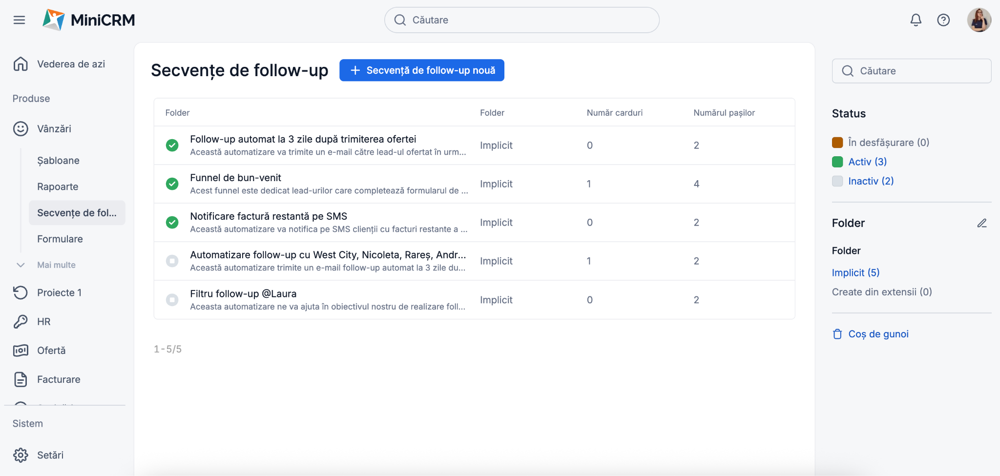 MiniCRM
Căutare
Vederea de azi
Produse
Vânzări
Șabloane
Rapoarte
Secvențe de fol...
Formulare
Mai multe
Proiecte 1
HR
Ofertă
Facturare
Sistem
Setări
Secvențe de follow-up
+ Secvență de follow-up nouă
Folder Folder Număr carduri Numărul pașilor
Follow-up automat la 3 zile după trimiterea ofertei
Această automatizare va trimite un e-mail către lead-ul ofertat în urm...
Implicit 0 2
Funnel de bun-venit
Acest funnel este dedicat lead-urilor care completează formularul de ...
Implicit 1 4
Notificare factură restantă pe SMS
Această automatizare va notifica pe SMS clienții cu facturi restante a ...
Implicit 0 2
Automatizare follow-up cu West City, Nicoleta, Rareș, Andr...
Această automatizare trimite un e-mail follow-up automat la 3 zile du...
Implicit 1 2
Filtru follow-up @Laura
Aceasta automatizare ne va ajuta în obiectivul nostru de realizare foll...
Implicit 0 2
1-5/5
Căutare
Status
În desfășurare (0)
Activ (3)
Inactiv (2)
Folder
Folder
Implicit (5)
Create din extensii (0)
Coș de gunoi